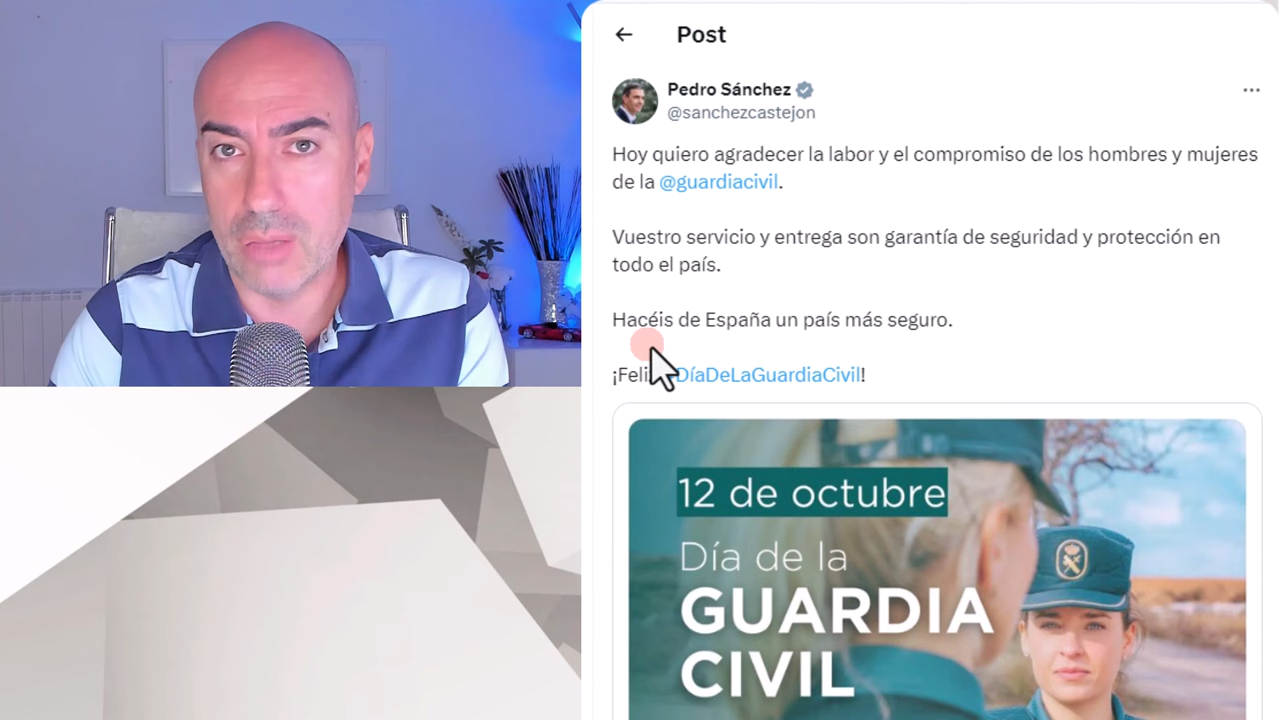 Post
Pedro Sánchez
@sanchezcastejon
Hoy quiero agradecer la labor y el compromiso de los hombres y mujeres
de la @guardiacivil.
Vuestro servicio y entrega son garantía de seguridad y protección en
todo el país.
Hacéis de España un país más seguro.
DíaDeLaGuardiaCivil!
12 de octubre
Día de la
GUARDIA
CIVIL